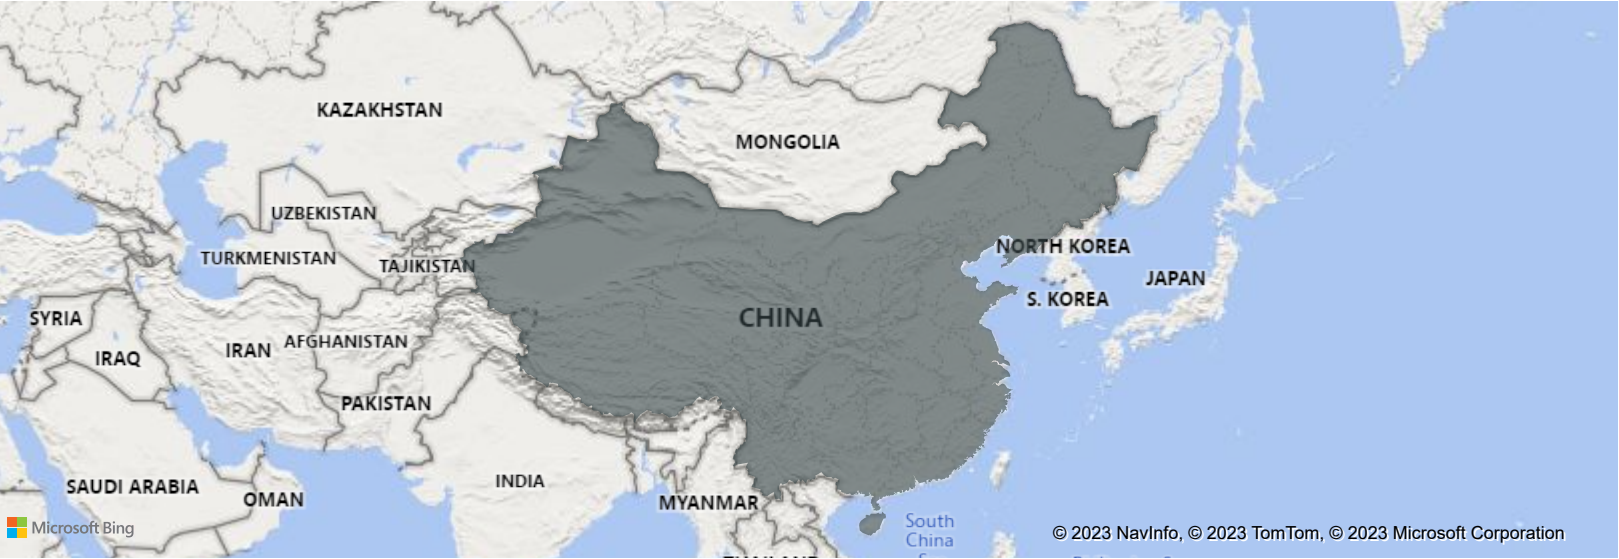 KAZAKHSTAN
MONGOLIA
UZBEKISTAN
TURKMENISTAN
TAJIKISTAN
NORTH KOREA
JAPAN
S. KOREA
SYRIA
CHINA
IRAQ
IRAN
AFGHANISTAN
PAKISTAN
INDIA
SAUDI ARABIA
OMAN
MYANMAR
South
China
Microsoft Bing
© 2023 NavInfo, © 2023 TomTom, © 2023 Microsoft Corporation